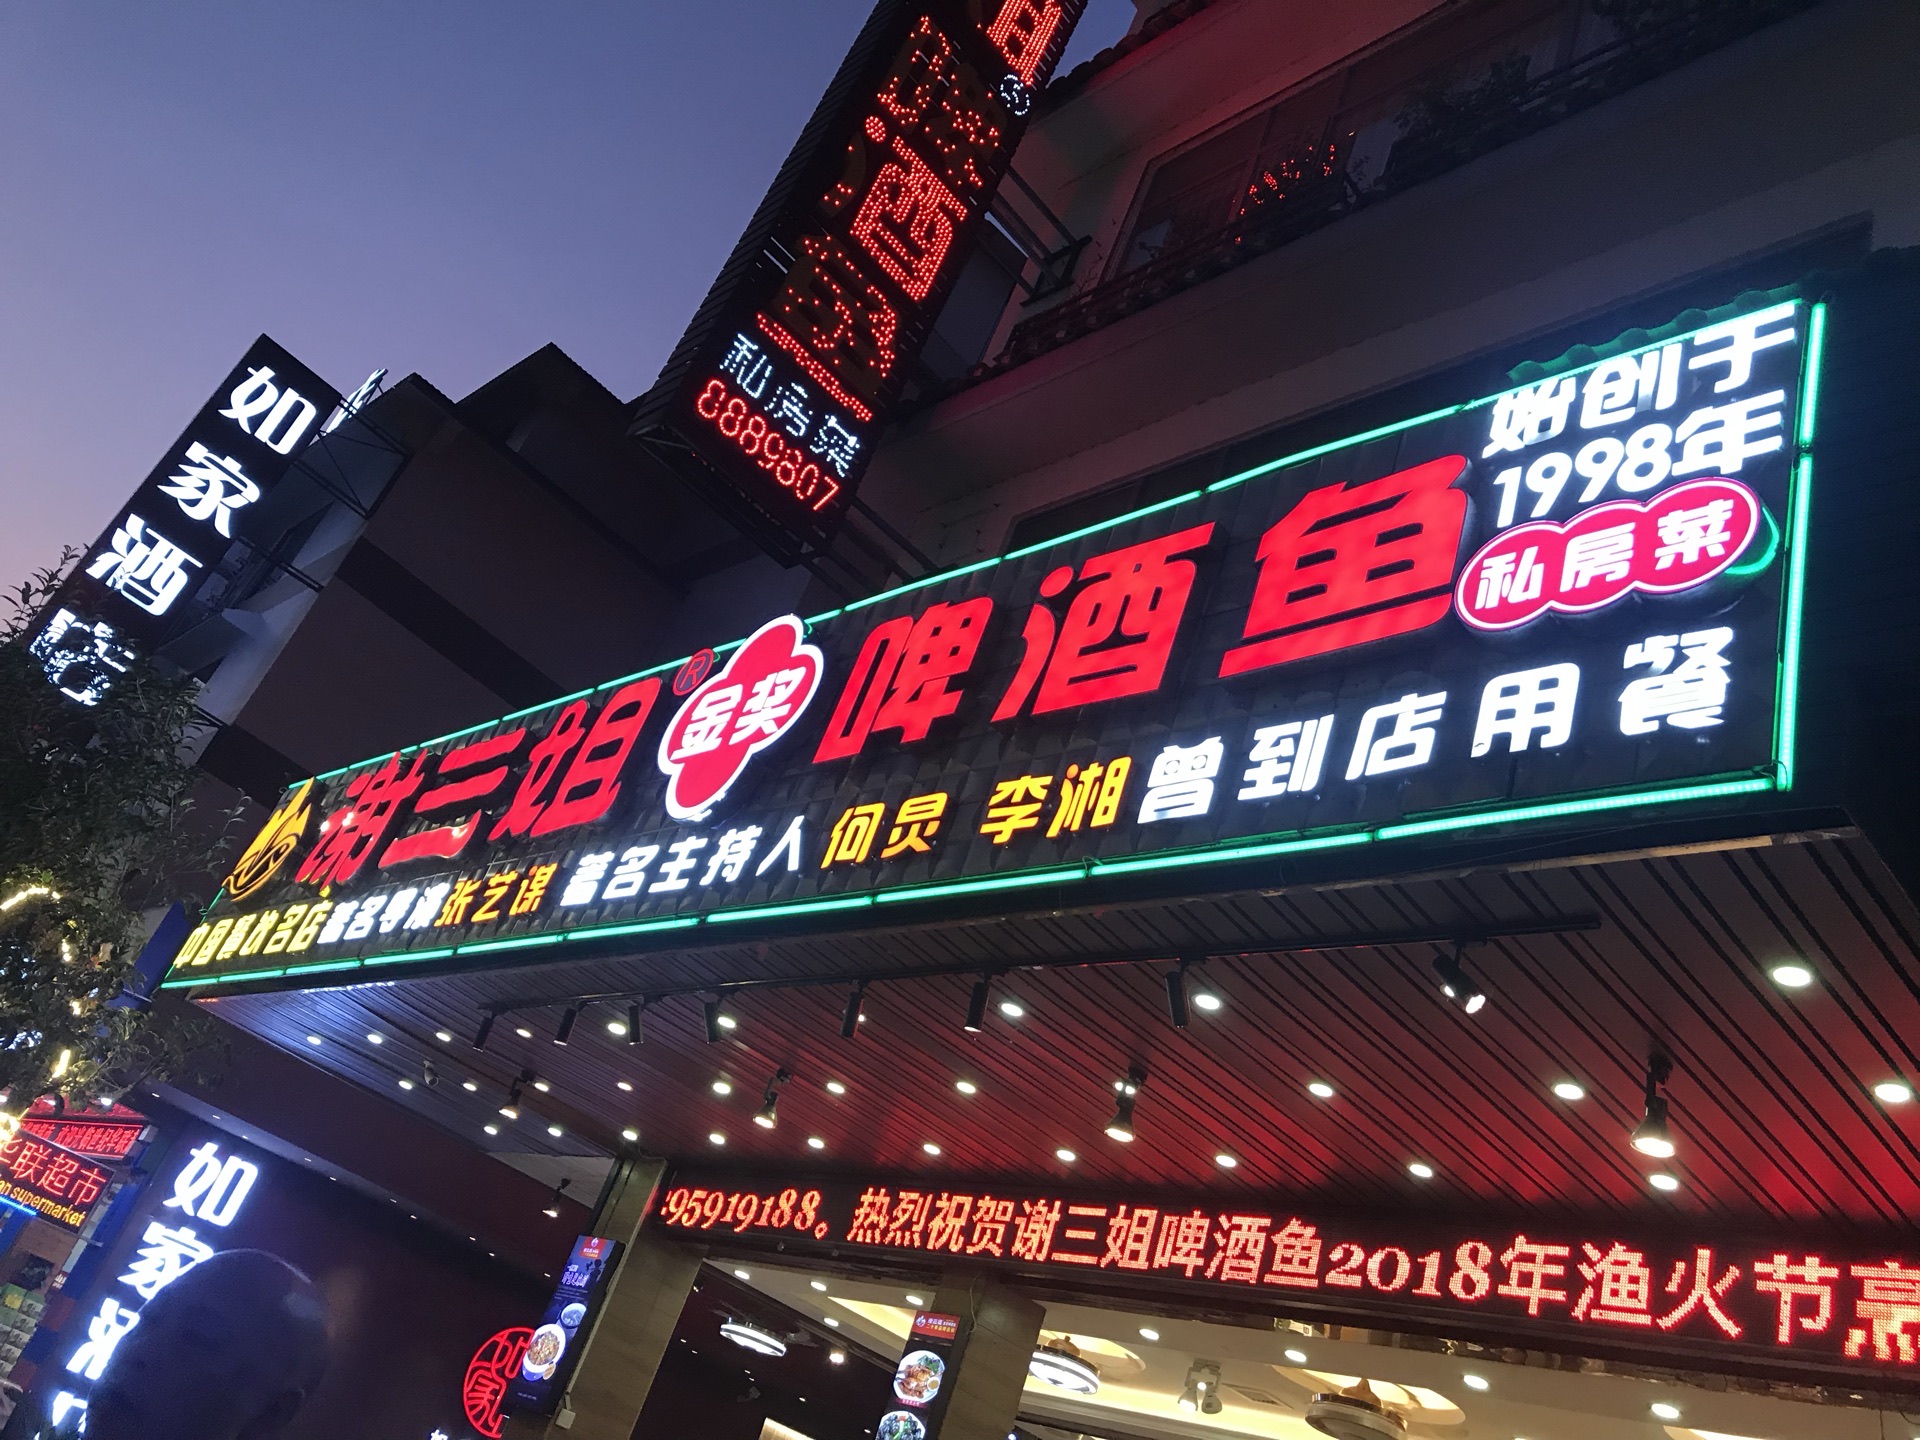 私房菜
8889807
如家酒
始创于
1998年
私房菜
谢三姐® 金奖 啤酒鱼
中国餐饮名店 著名导演 张艺谋 著名主持人 何炅 李湘 曾到店用餐
联超市
supermarket
如家
95919188。热烈祝贺谢三姐啤酒鱼2018年渔火节
如家